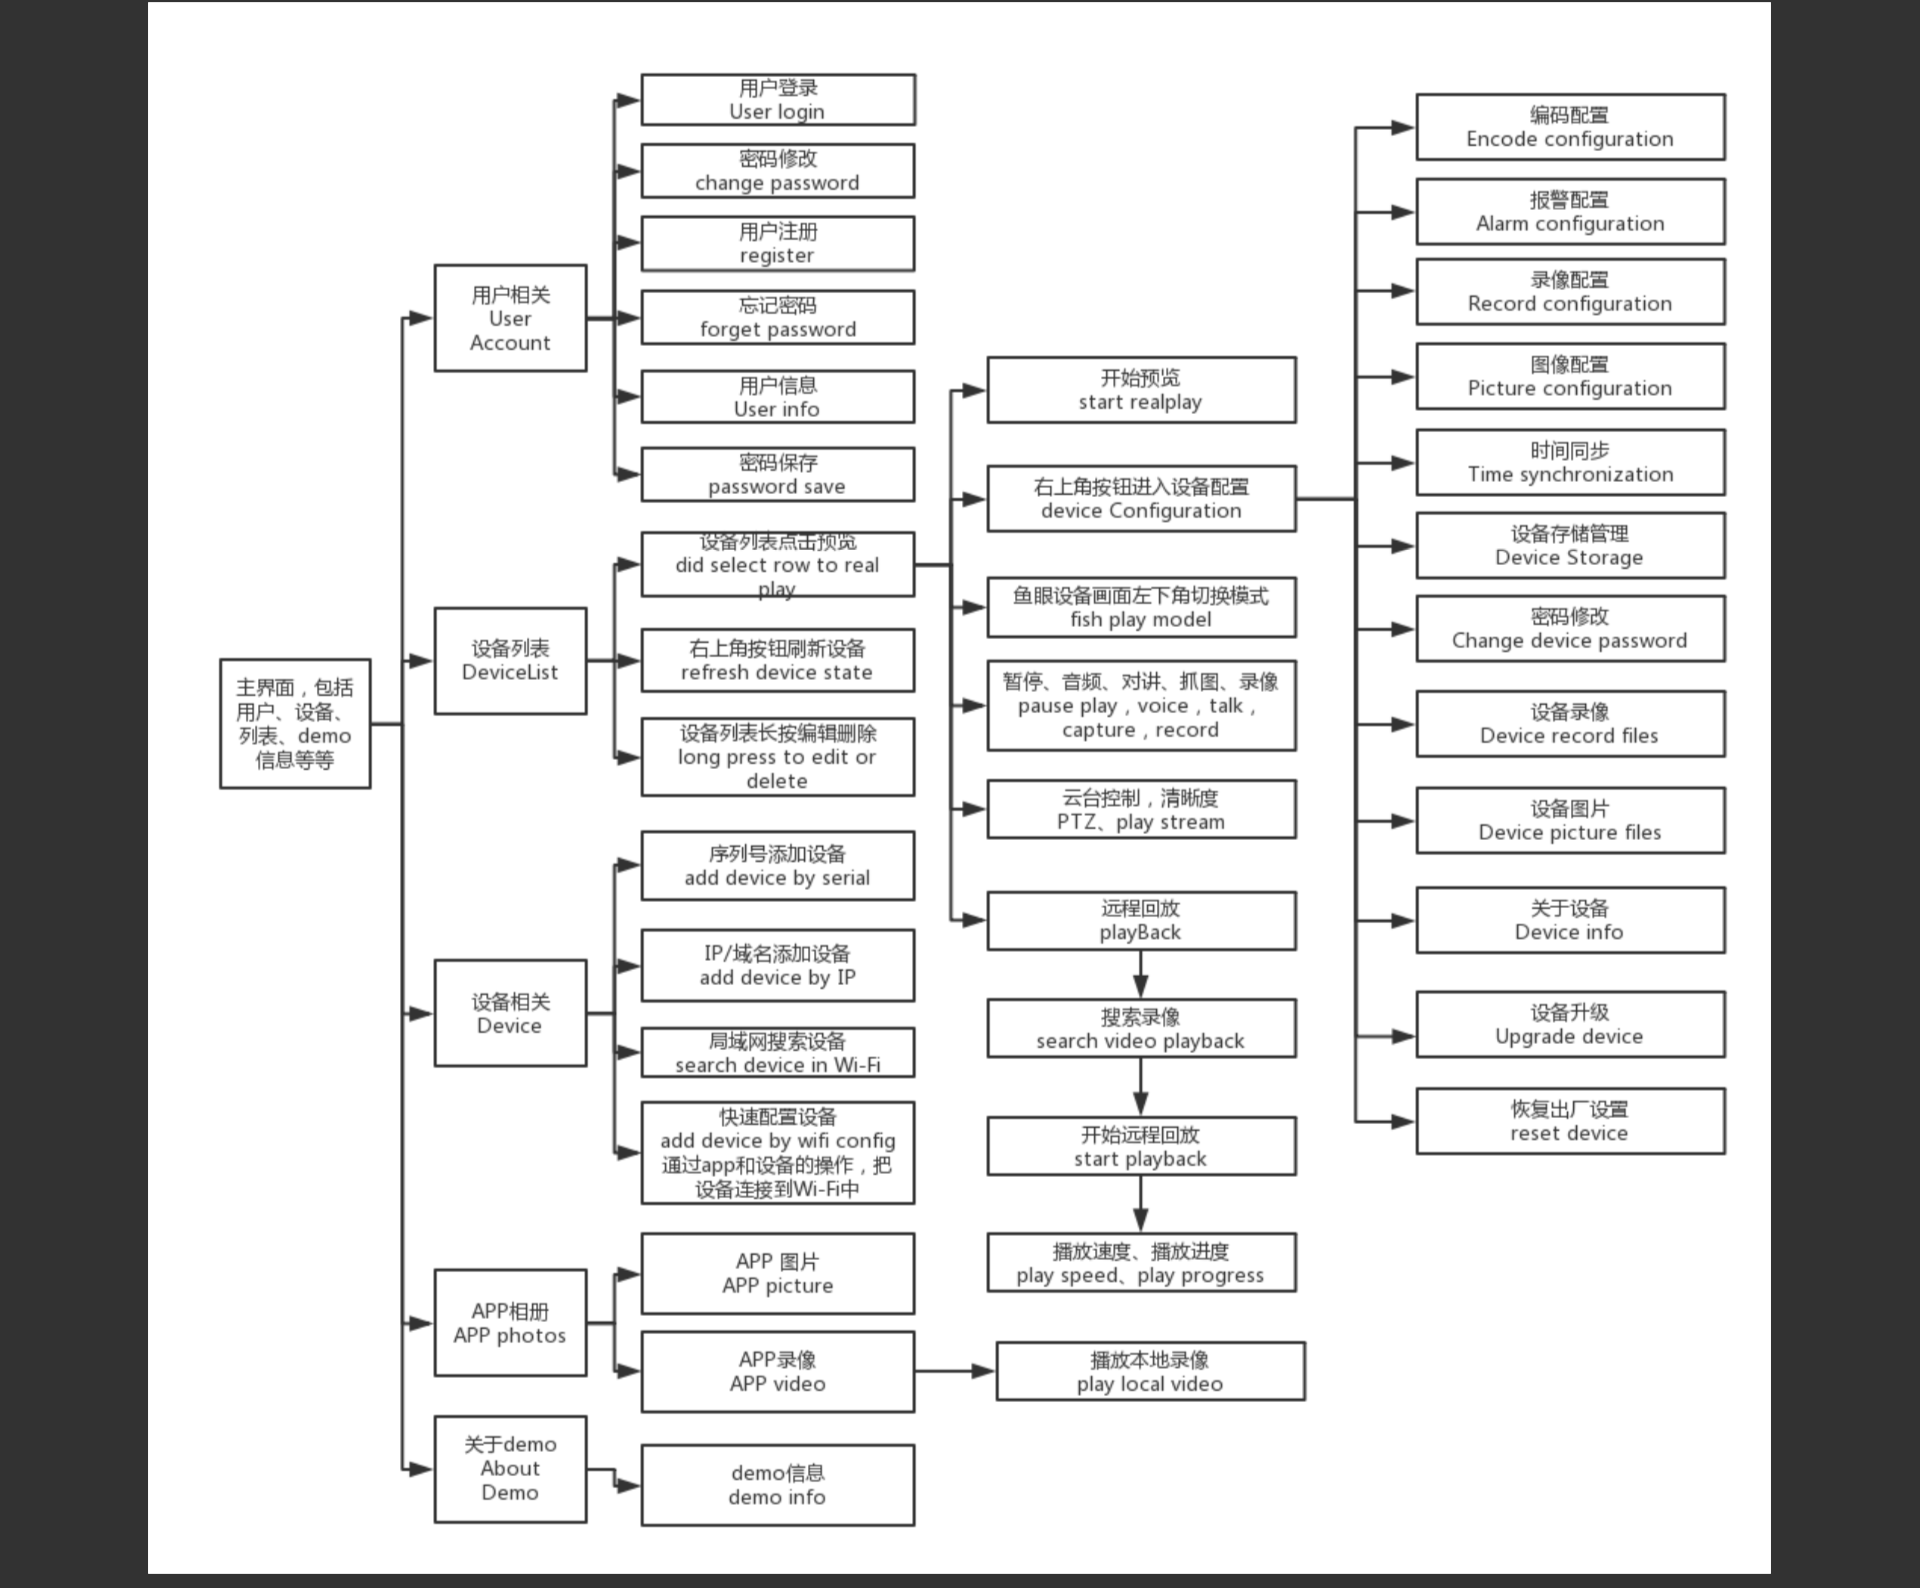 主界面，包括
用户、设备、
列表、demo
信息等等
用户相关
User
Account
用户登录
User login
密码修改
change password
用户注册
register
忘记密码
forget password
用户信息
User info
密码保存
password save
设备列表
DeviceList
设备列表点击预览
did select row to real
play
右上角按钮刷新设备
refresh device state
设备列表长按编辑删除
long press to edit or
delete
开始预览
start realplay
右上角按钮进入设备配置
device Configuration
鱼眼设备画面左下角切换模式
fish play model
暂停、音频、对讲、抓图、录像
pause play，voice，talk，
capture，record
云台控制，清晰度
PTZ、play stream
远程回放
playBack
搜索录像
search video playback
开始远程回放
start playback
播放速度、播放进度
play speed、play progress
编码配置
Encode configuration
报警配置
Alarm configuration
录像配置
Record configuration
图像配置
Picture configuration
时间同步
Time synchronization
设备存储管理
Device Storage
密码修改
Change device password
设备录像
Device record files
设备图片
Device picture files
关于设备
Device info
设备升级
Upgrade device
恢复出厂设置
reset device
设备相关
Device
序列号添加设备
add device by serial
IP/域名添加设备
add device by IP
局域网搜索设备
search device in Wi-Fi
快速配置设备
add device by wifi config
通过app和设备的操作，把
设备连接到Wi-Fi中
APP相册
APP photos
APP 图片
APP picture
APP录像
APP video
播放本地录像
play local video
关于demo
About
Demo
demo信息
demo info